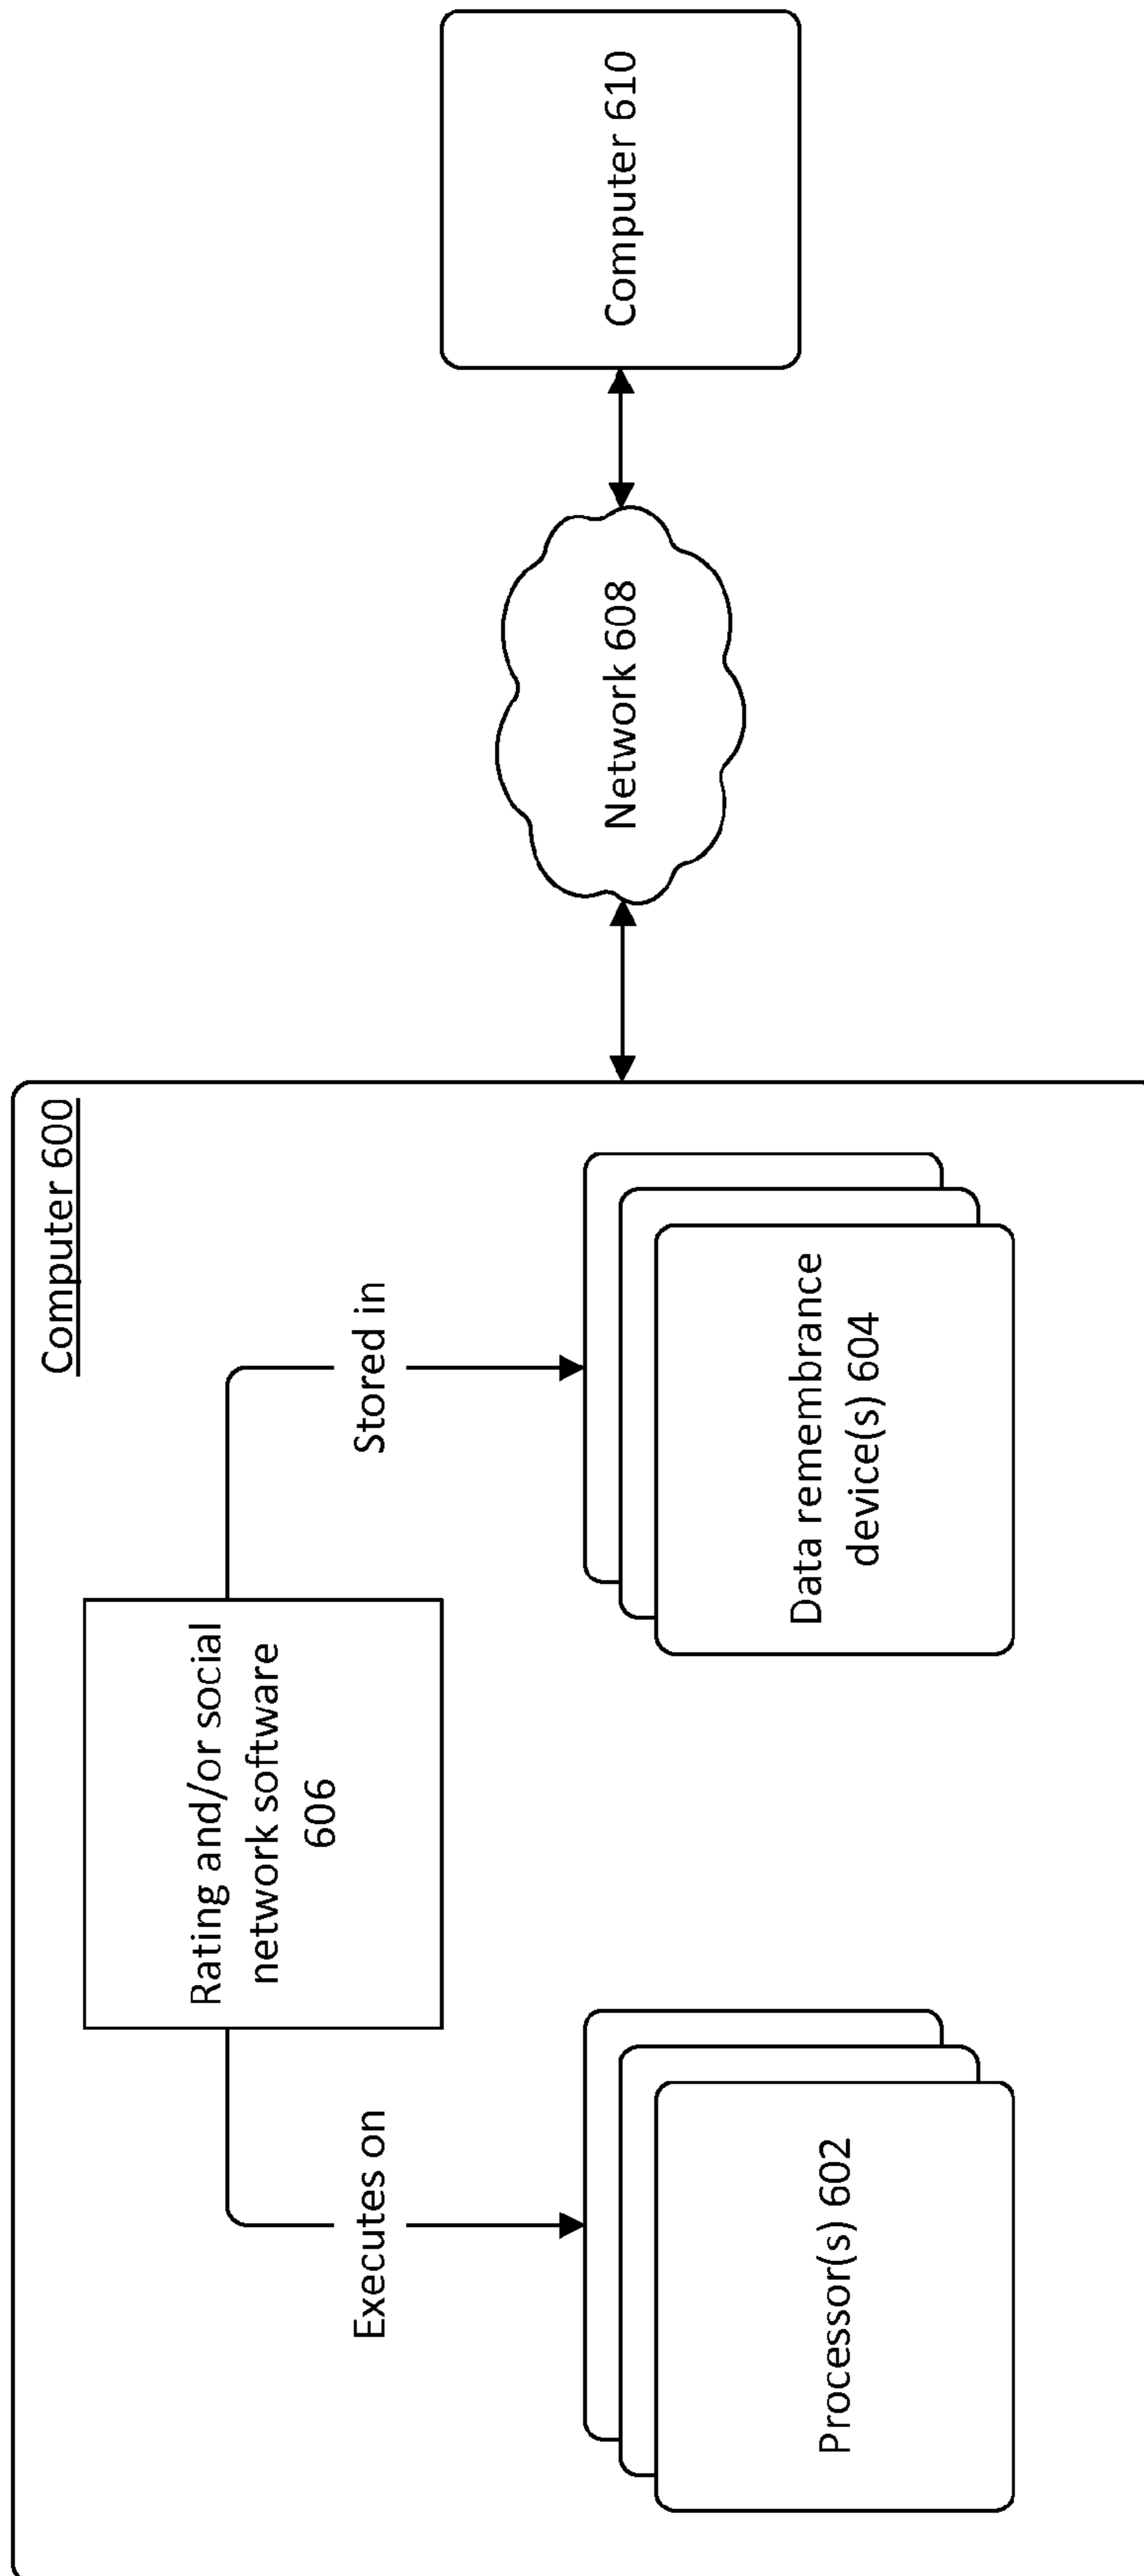 Computer 600
Rating and/or social
network software
606
Executes on
Stored in
Processor(s) 602
Data remembrance
device(s) 604
Network 608
Computer 610